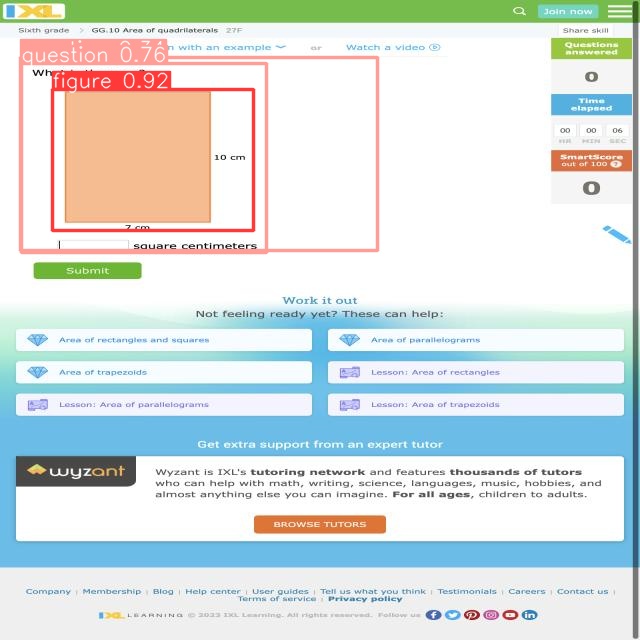 IXL
Join now
Sixth grade > GG.10 Area of quadrilaterals 27F
Share skill
question 0.76
n with an example
or
Watch a video
figure 0.92
10 cm
7 cm
square centimeters
Submit
Questions answered
0
Time elapsed
00 00 06
HR MIN SEC
SmartScore
out of 100 ?
0
Work it out
Not feeling ready yet? These can help:
Area of rectangles and squares
Area of parallelograms
Area of trapezoids
Lesson: Area of rectangles
Lesson: Area of parallelograms
Lesson: Area of trapezoids
Get extra support from an expert tutor
wyzant
Wyzant is IXL's tutoring network and features thousands of tutors
who can help with math, writing, science, languages, music, hobbies, and
almost anything else you can imagine. For all ages, children to adults.
BROWSE TUTORS
Company | Membership | Blog | Help center | User guides | Tell us what you think | Testimonials | Careers | Contact us |
Terms of service | Privacy policy
IXL LEARNING © 2023 IXL Learning. All rights reserved. Follow us